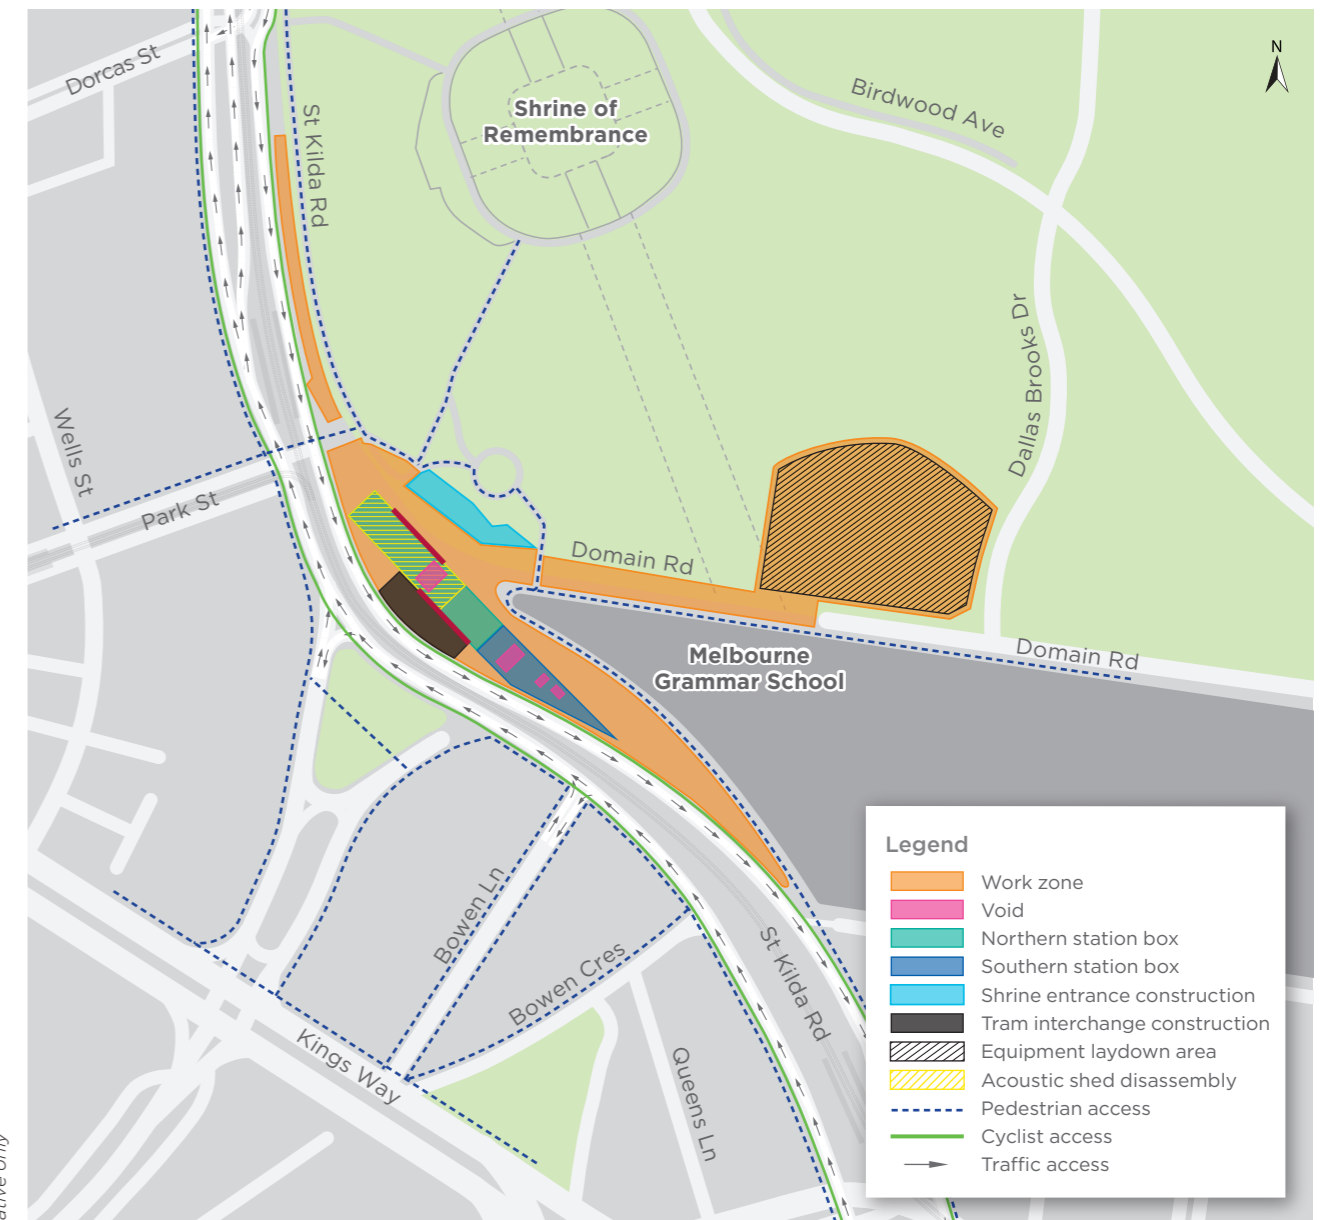 N
Dorcas St
St Kilda Rd
Shrine of
Remembrance
Birdwood Ave
Dallas Brooks Dr
Wells St
Park St
Domain Rd
Melbourne
Grammar School
Domain Rd
Bowen Ln
Bowen Cres
St Kilda Rd
Kings Way
Queens Ln
Legend
Work zone
Void
Northern station box
Southern station box
Shrine entrance construction
Tram interchange construction
Equipment laydown area
Acoustic shed disassembly
Pedestrian access
Cyclist access
Traffic access
only